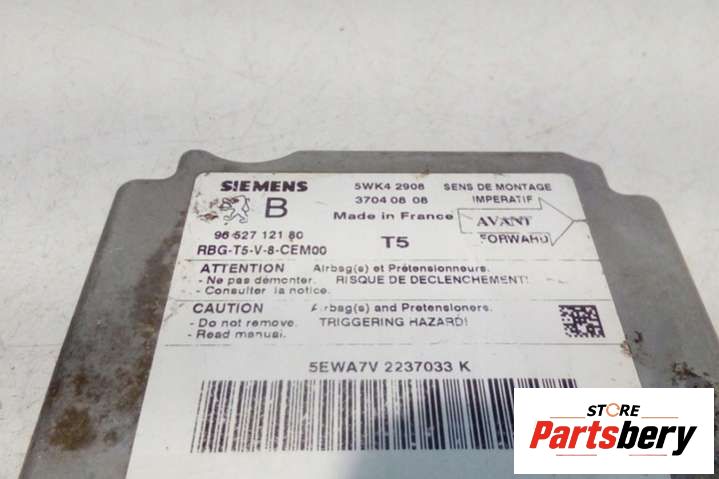 SIEMENS
5WK4 2908
SENS DE MONTAGE
B
3704 08 08
IMPERATIF
Made in France
AVANT
96 527 121 80
T5
FORWARD
RBG-T5-V-8-CEM00
ATTENTION Airbag(s) et Prétensionneurs.
- Ne pas démonter. RISQUE DE DECLENCHEMENT!
- Consulter la notice.
CAUTION Airbag(s) and Pretensioners.
- Do not remove. TRIGGERING HAZARD!
- Read manual.
5EWA7V 2237033 K
STORE
Partsbery